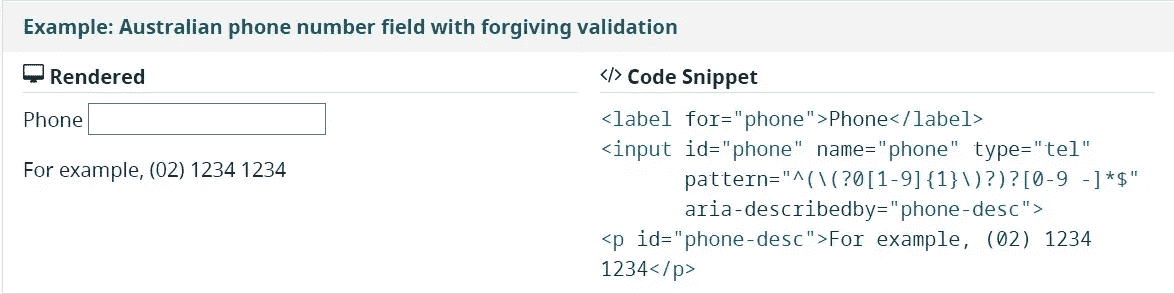 Example: Australian phone number field with forgiving validation
Rendered
Phone
For example, (02) 1234 1234
</> Code Snippet
<label for="phone">Phone</label>
<input id="phone" name="phone" type="tel"
pattern="^(\(?0[1-9]{1}\)?)?[0-9 -]*$"
aria-describedby="phone-desc">
<p id="phone-desc">For example, (02) 1234
1234</p>